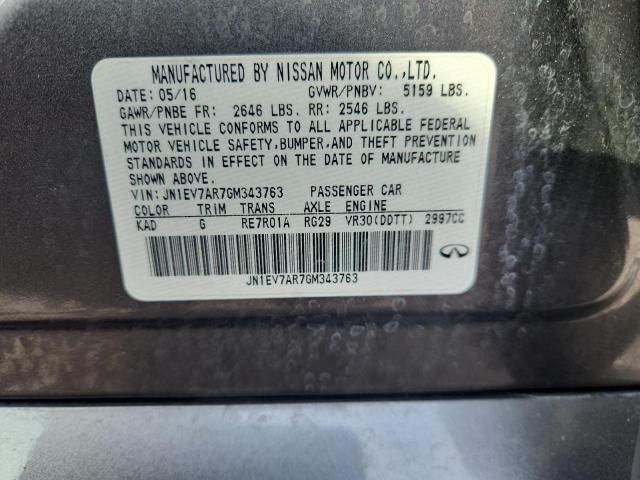 MANUFACTURED BY NISSAN MOTOR CO.,LTD.
DATE: 05/16 GVWR/PNBV: 5159 LBS.
GAWR/PNBE FR: 2646 LBS. RR: 2546 LBS.
THIS VEHICLE CONFORMS TO ALL APPLICABLE FEDERAL
MOTOR VEHICLE SAFETY, BUMPER, AND THEFT PREVENTION
STANDARDS IN EFFECT ON THE DATE OF MANUFACTURE
SHOWN ABOVE.
VIN: JN1EV7AR7GM343763 PASSENGER CAR
COLOR TRIM TRANS AXLE ENGINE
KAD G RE7R01A RG29 VR30(DDTT) 2997CC
JN1EV7AR7GM343763